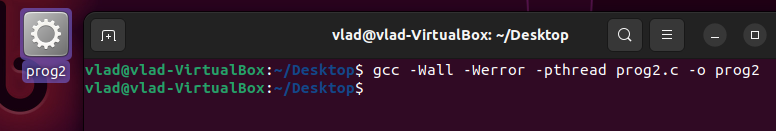 vlad@vlad-VirtualBox: ~/Desktop
prog2
vlad@vlad-VirtualBox:~/Desktop$ gcc -Wall -Werror -pthread prog2.c -o prog2
vlad@vlad-VirtualBox:~/Desktop$